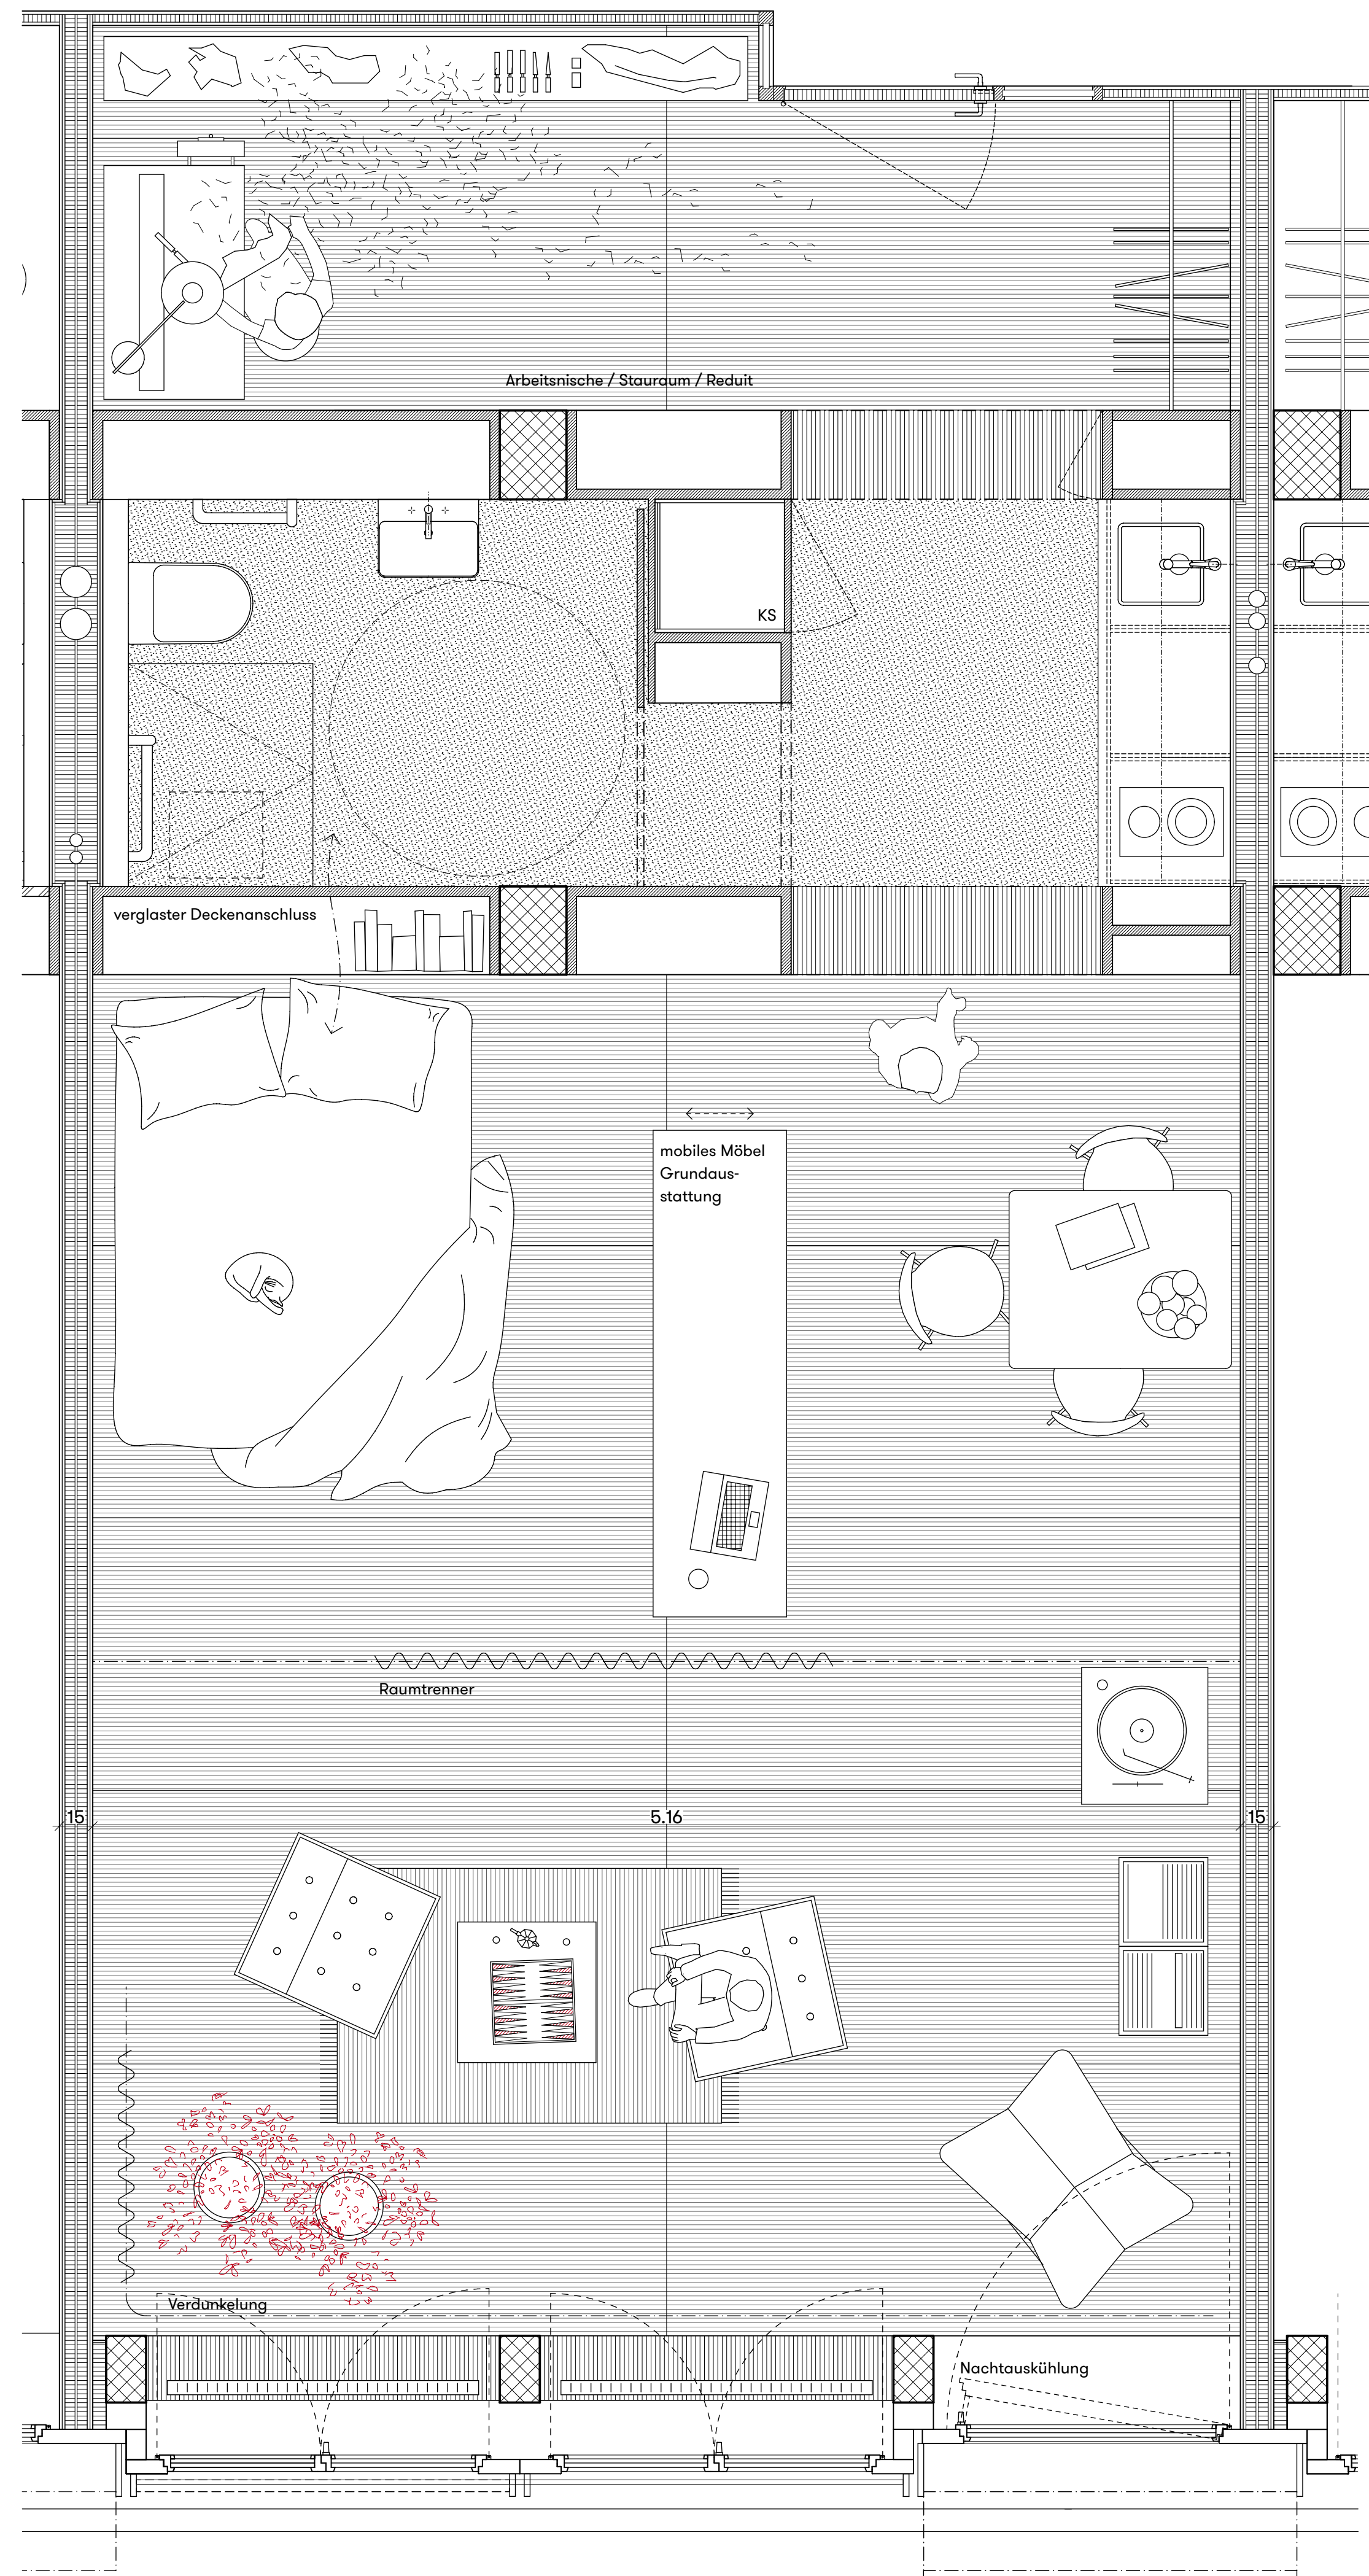 Arbeitsnische / Stauraum / Reduit
KS
verglaster Deckenanschluss
mobiles Möbel
Grundaus-
stattung
Raumtrenner
15
5.16
15
Verdunkelung
Nachtauskühlung